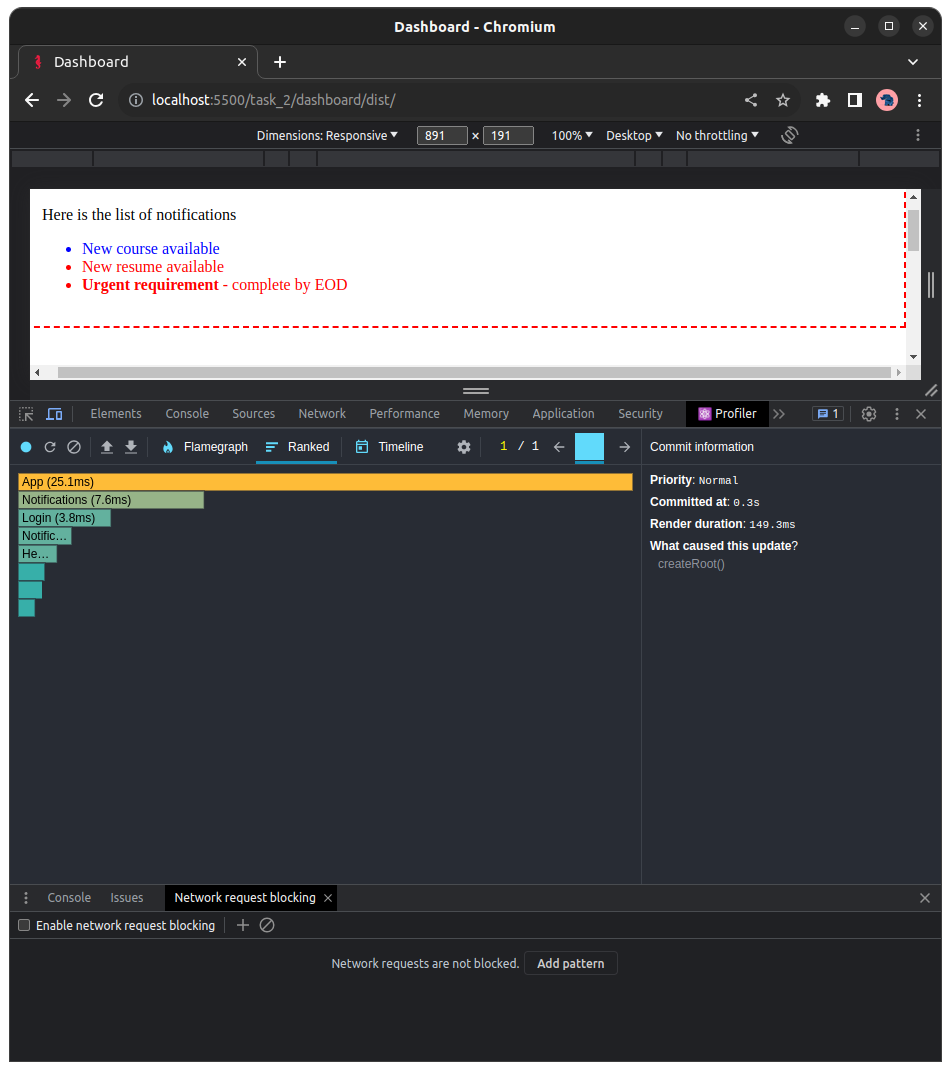 Dashboard - Chromium
Dashboard
localhost:5500/task_2/dashboard/dist/
Dimensions: Responsive 891 × 191 100% Desktop No throttling
Here is the list of notifications
New course available
New resume available
Urgent requirement - complete by EOD
Elements Console Sources Network Performance Memory Application Security Profiler 1
Flamegraph Ranked Timeline 1 / 1 Commit information
App (25.1ms)
Notifications (7.6ms)
Login (3.8ms)
Notific…
He…
Priority: Normal
Committed at: 0.3s
Render duration: 149.3ms
What caused this update?
createRoot()
Console Issues Network request blocking
Enable network request blocking
Network requests are not blocked. Add pattern